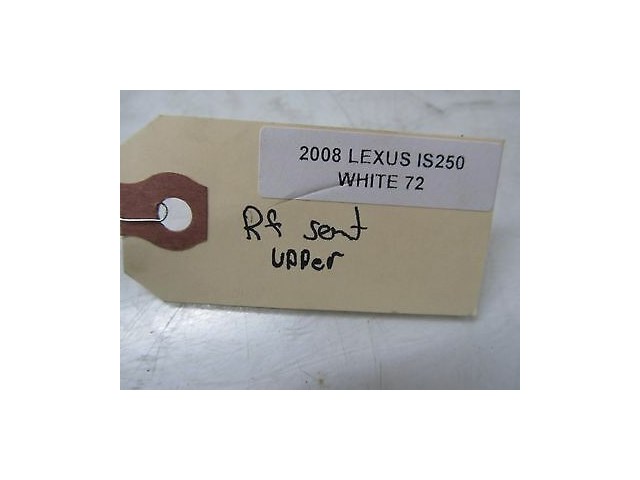 2008 LEXUS IS250
WHITE 72
Rf seat
upper